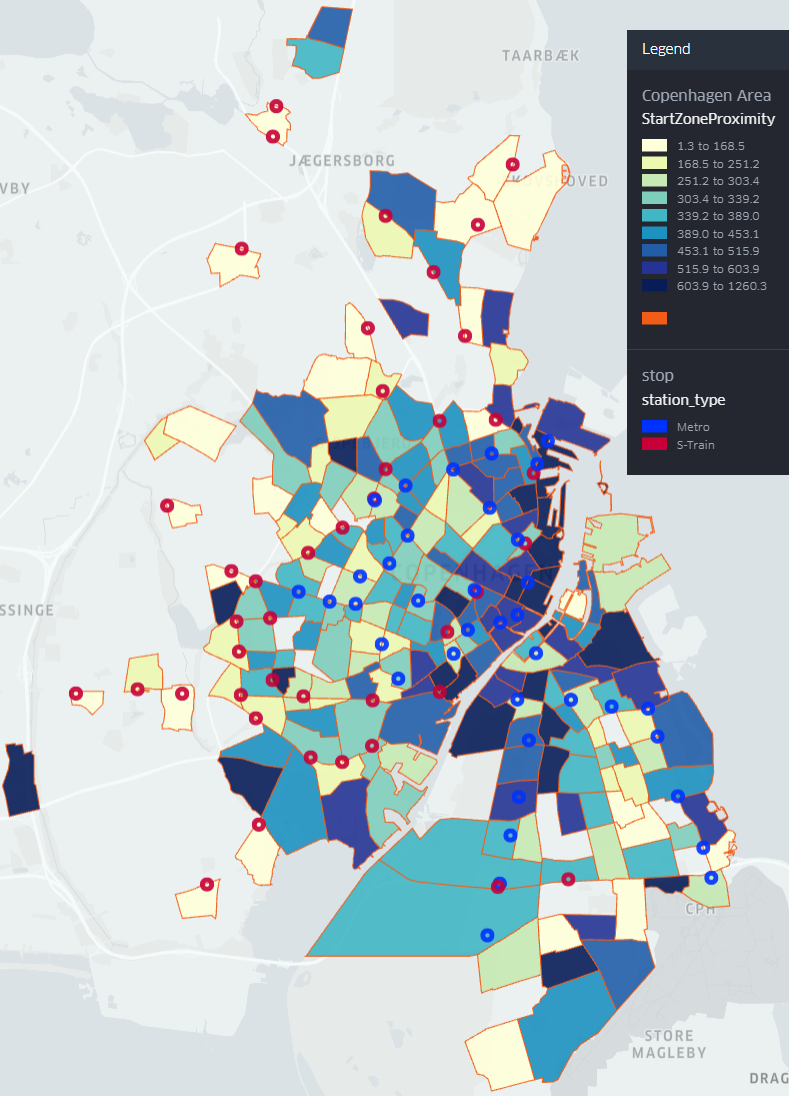 TAARBÆK
JÆGERSBORG
VBY
SSINGE
COPENHAGEN
CPH
STORE
MAGLEBY
DRAG
Legend
Copenhagen Area
StartZoneProximity
1.3 to 168.5
168.5 to 251.2
251.2 to 303.4
303.4 to 339.2
339.2 to 389.0
389.0 to 453.1
453.1 to 515.9
515.9 to 603.9
603.9 to 1260.3
stop
station_type
Metro
S-Train